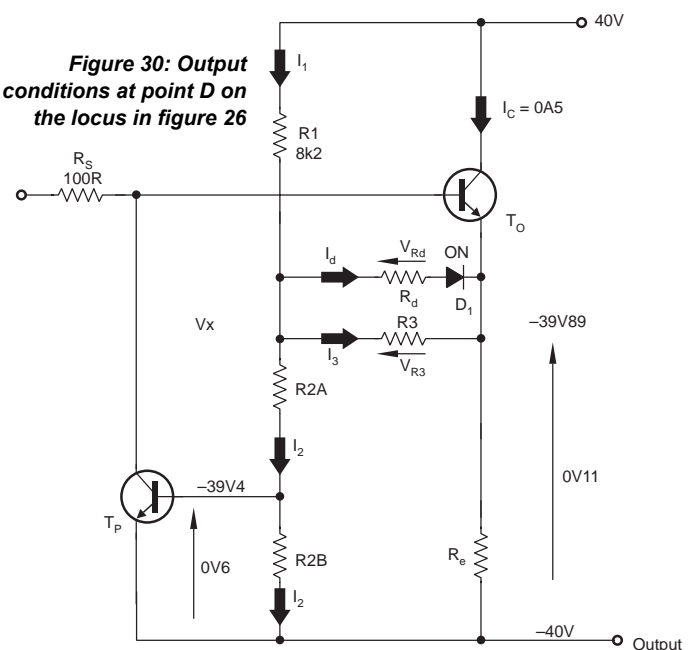 40V
Figure 30: Output
conditions at point D on
the locus in figure 26
I1
IC = 0A5
R1
8k2
RS
100R
TO
Id
VRd
ON
Rd
D1
Vx
R3
–39V89
I3
VR3
R2A
I2
–39V4
0V11
TP
0V6
R2B
Re
I2
–40V
Output